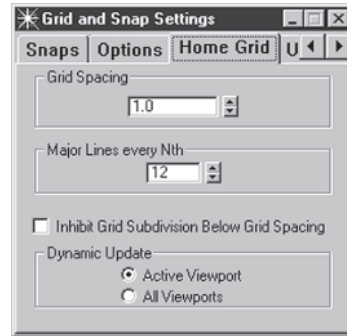 Grid and Snap Settings
Snaps Options Home Grid U
Grid Spacing
1.0
Major Lines every Nth
12
Inhibit Grid Subdivision Below Grid Spacing
Dynamic Update
Active Viewport
All Viewports